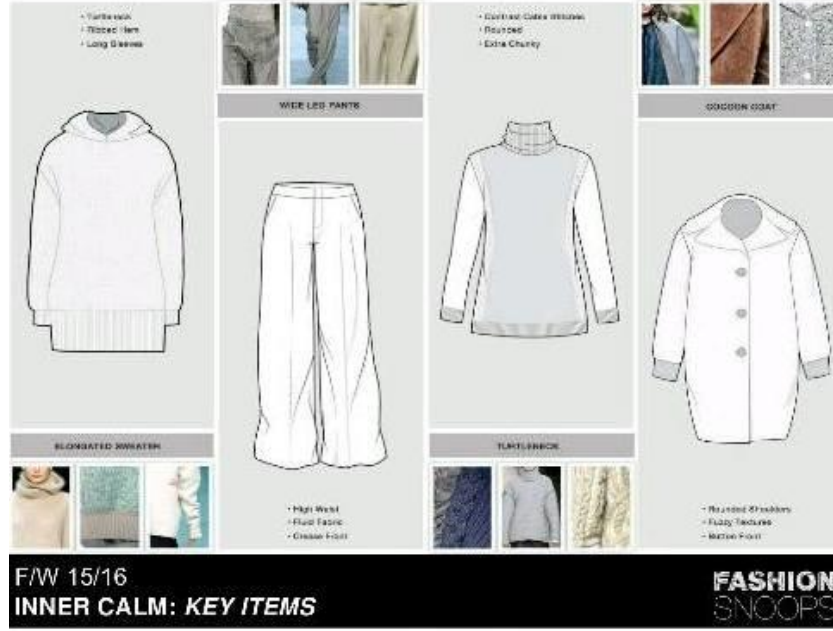 • Turtleneck
• Ribbed Hem
• Long Sleeves
ELONGATED SWEATER
WIDE LEG PANTS
• High Waist
• Fluid Fabric
• Crease Front
• Contrast Cable Stitches
• Rounded
• Extra Chunky
TURTLENECK
COCOON COAT
• Rounded Shoulders
• Fuzzy Textures
• Button Front
F/W 15/16
INNER CALM: KEY ITEMS
FASHION
SNOOPS